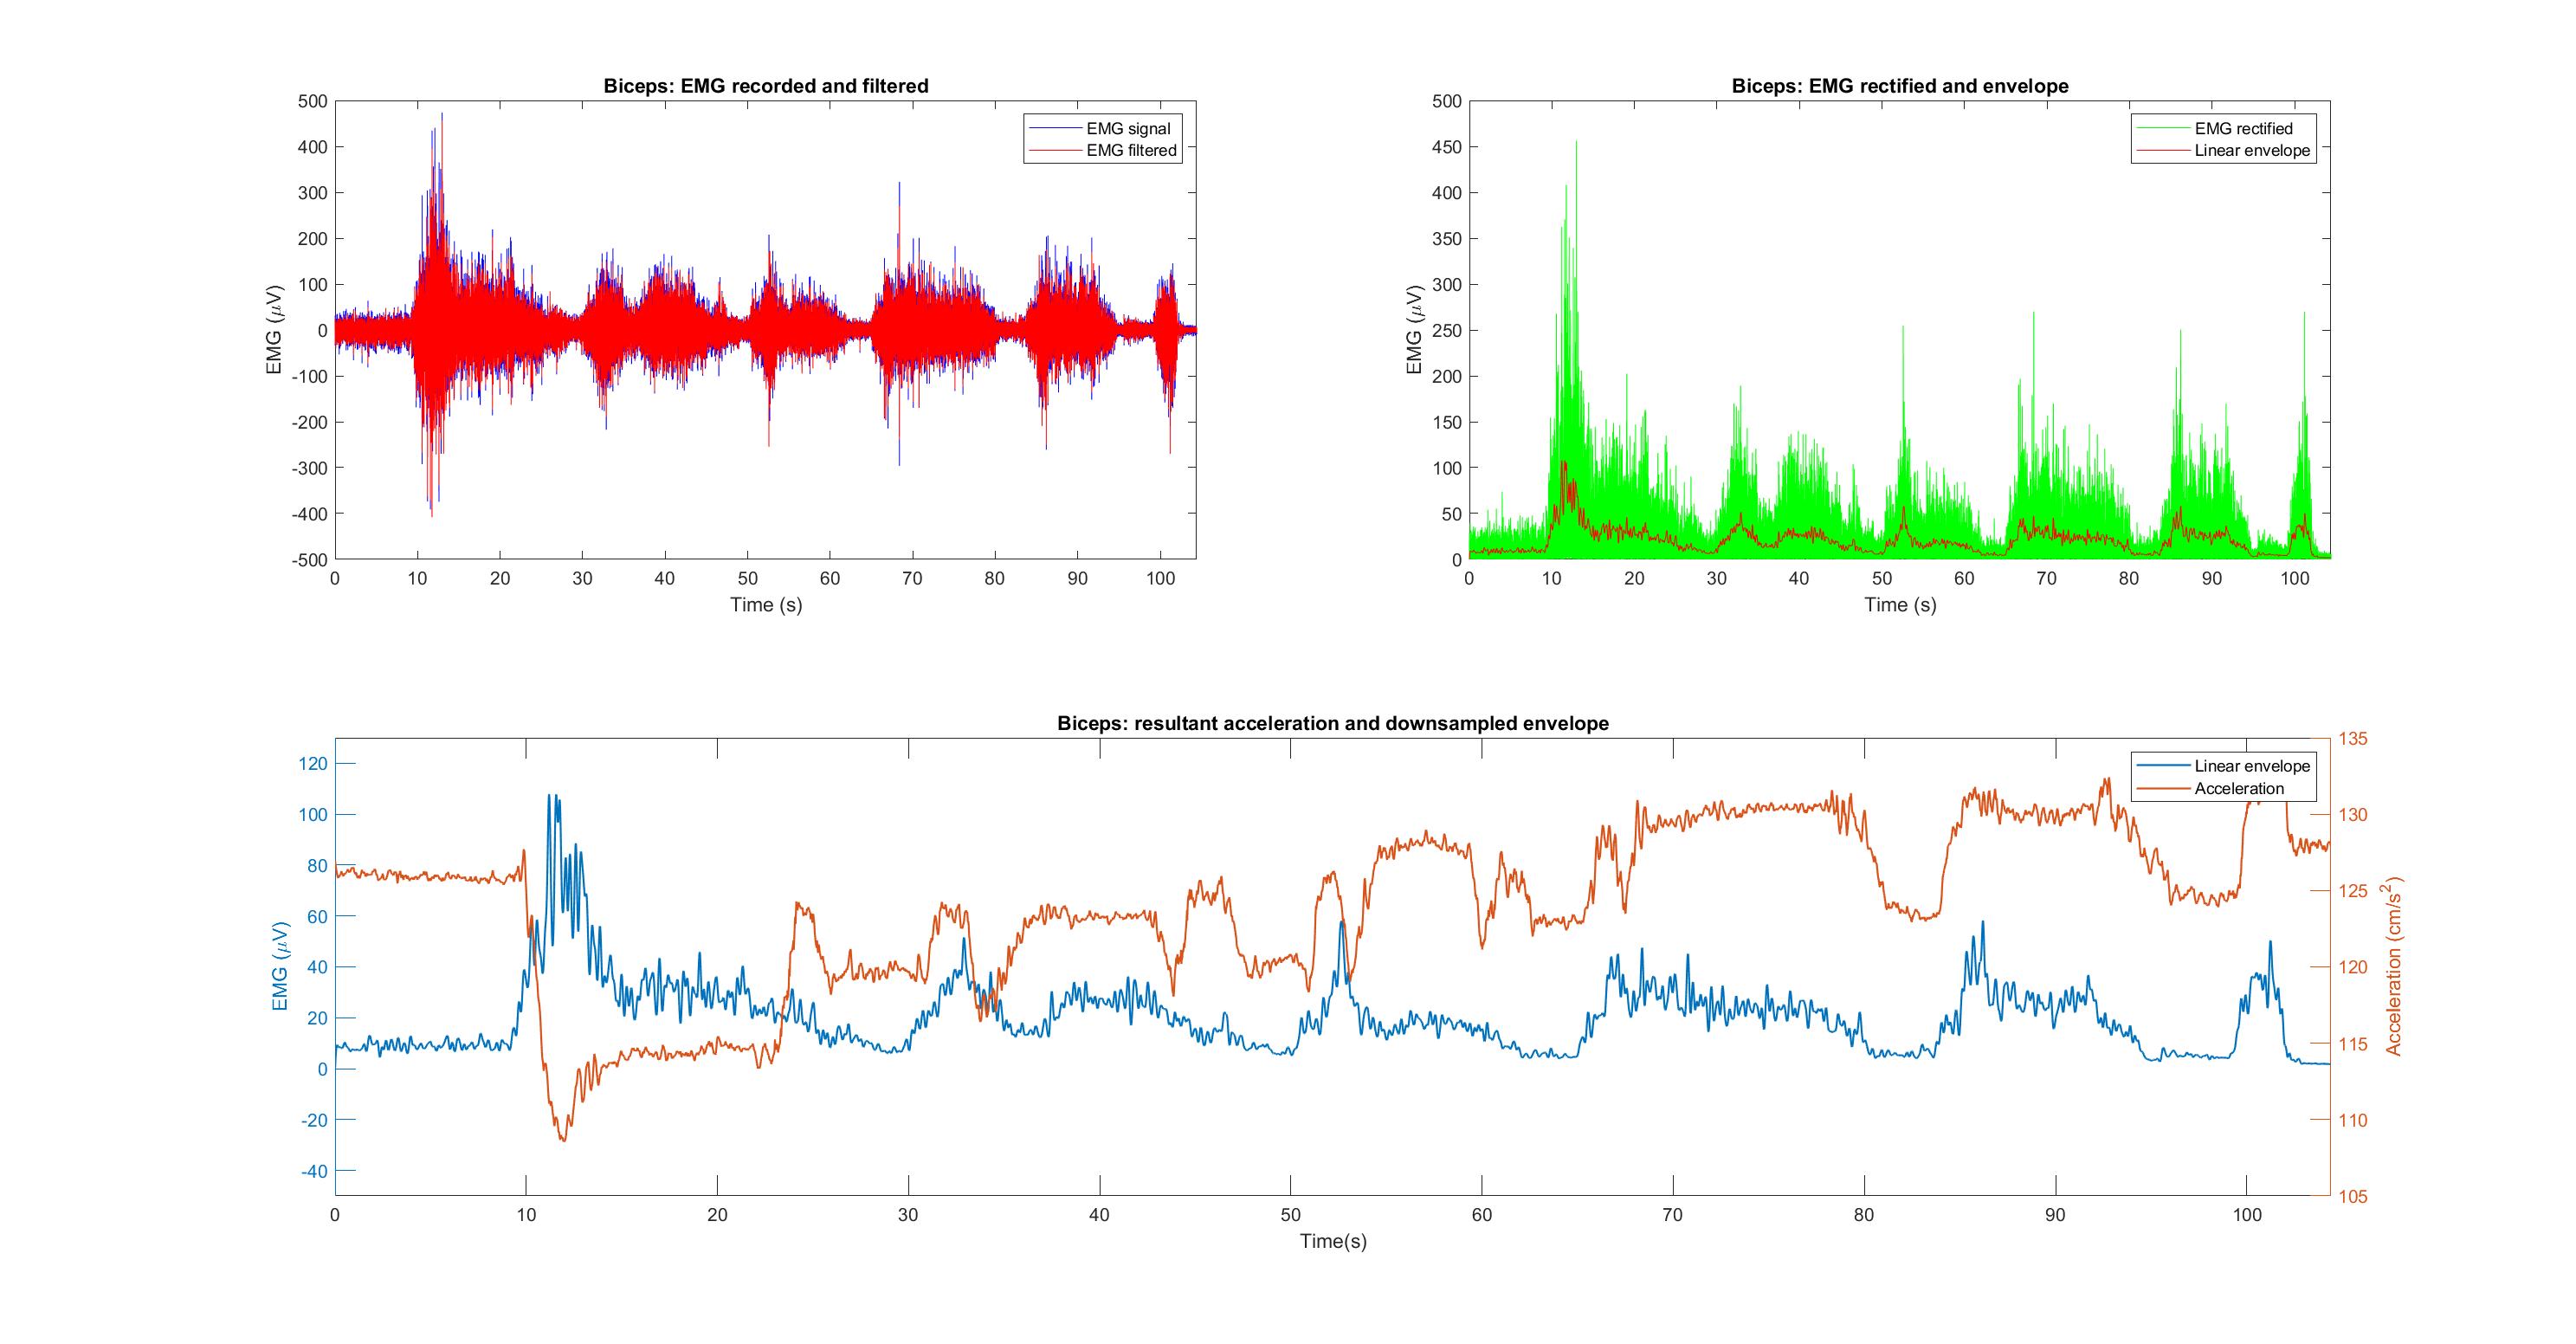 Biceps: EMG recorded and filtered
500
400
300
200
100
0
-100
-200
-300
-400
-500
EMG (μV)
EMG signal
EMG filtered
0 10 20 30 40 50 60 70 80 90 100
Time (s)
Biceps: EMG rectified and envelope
500
450
400
350
300
250
200
150
100
50
0
EMG (μV)
EMG rectified
Linear envelope
0 10 20 30 40 50 60 70 80 90 100
Time (s)
Biceps: resultant acceleration and downsampled envelope
120
100
80
60
40
20
0
-20
-40
EMG (μV)
Linear envelope
Acceleration
135
130
125
120
115
110
105
Acceleration (cm/s²)
0 10 20 30 40 50 60 70 80 90 100
Time(s)